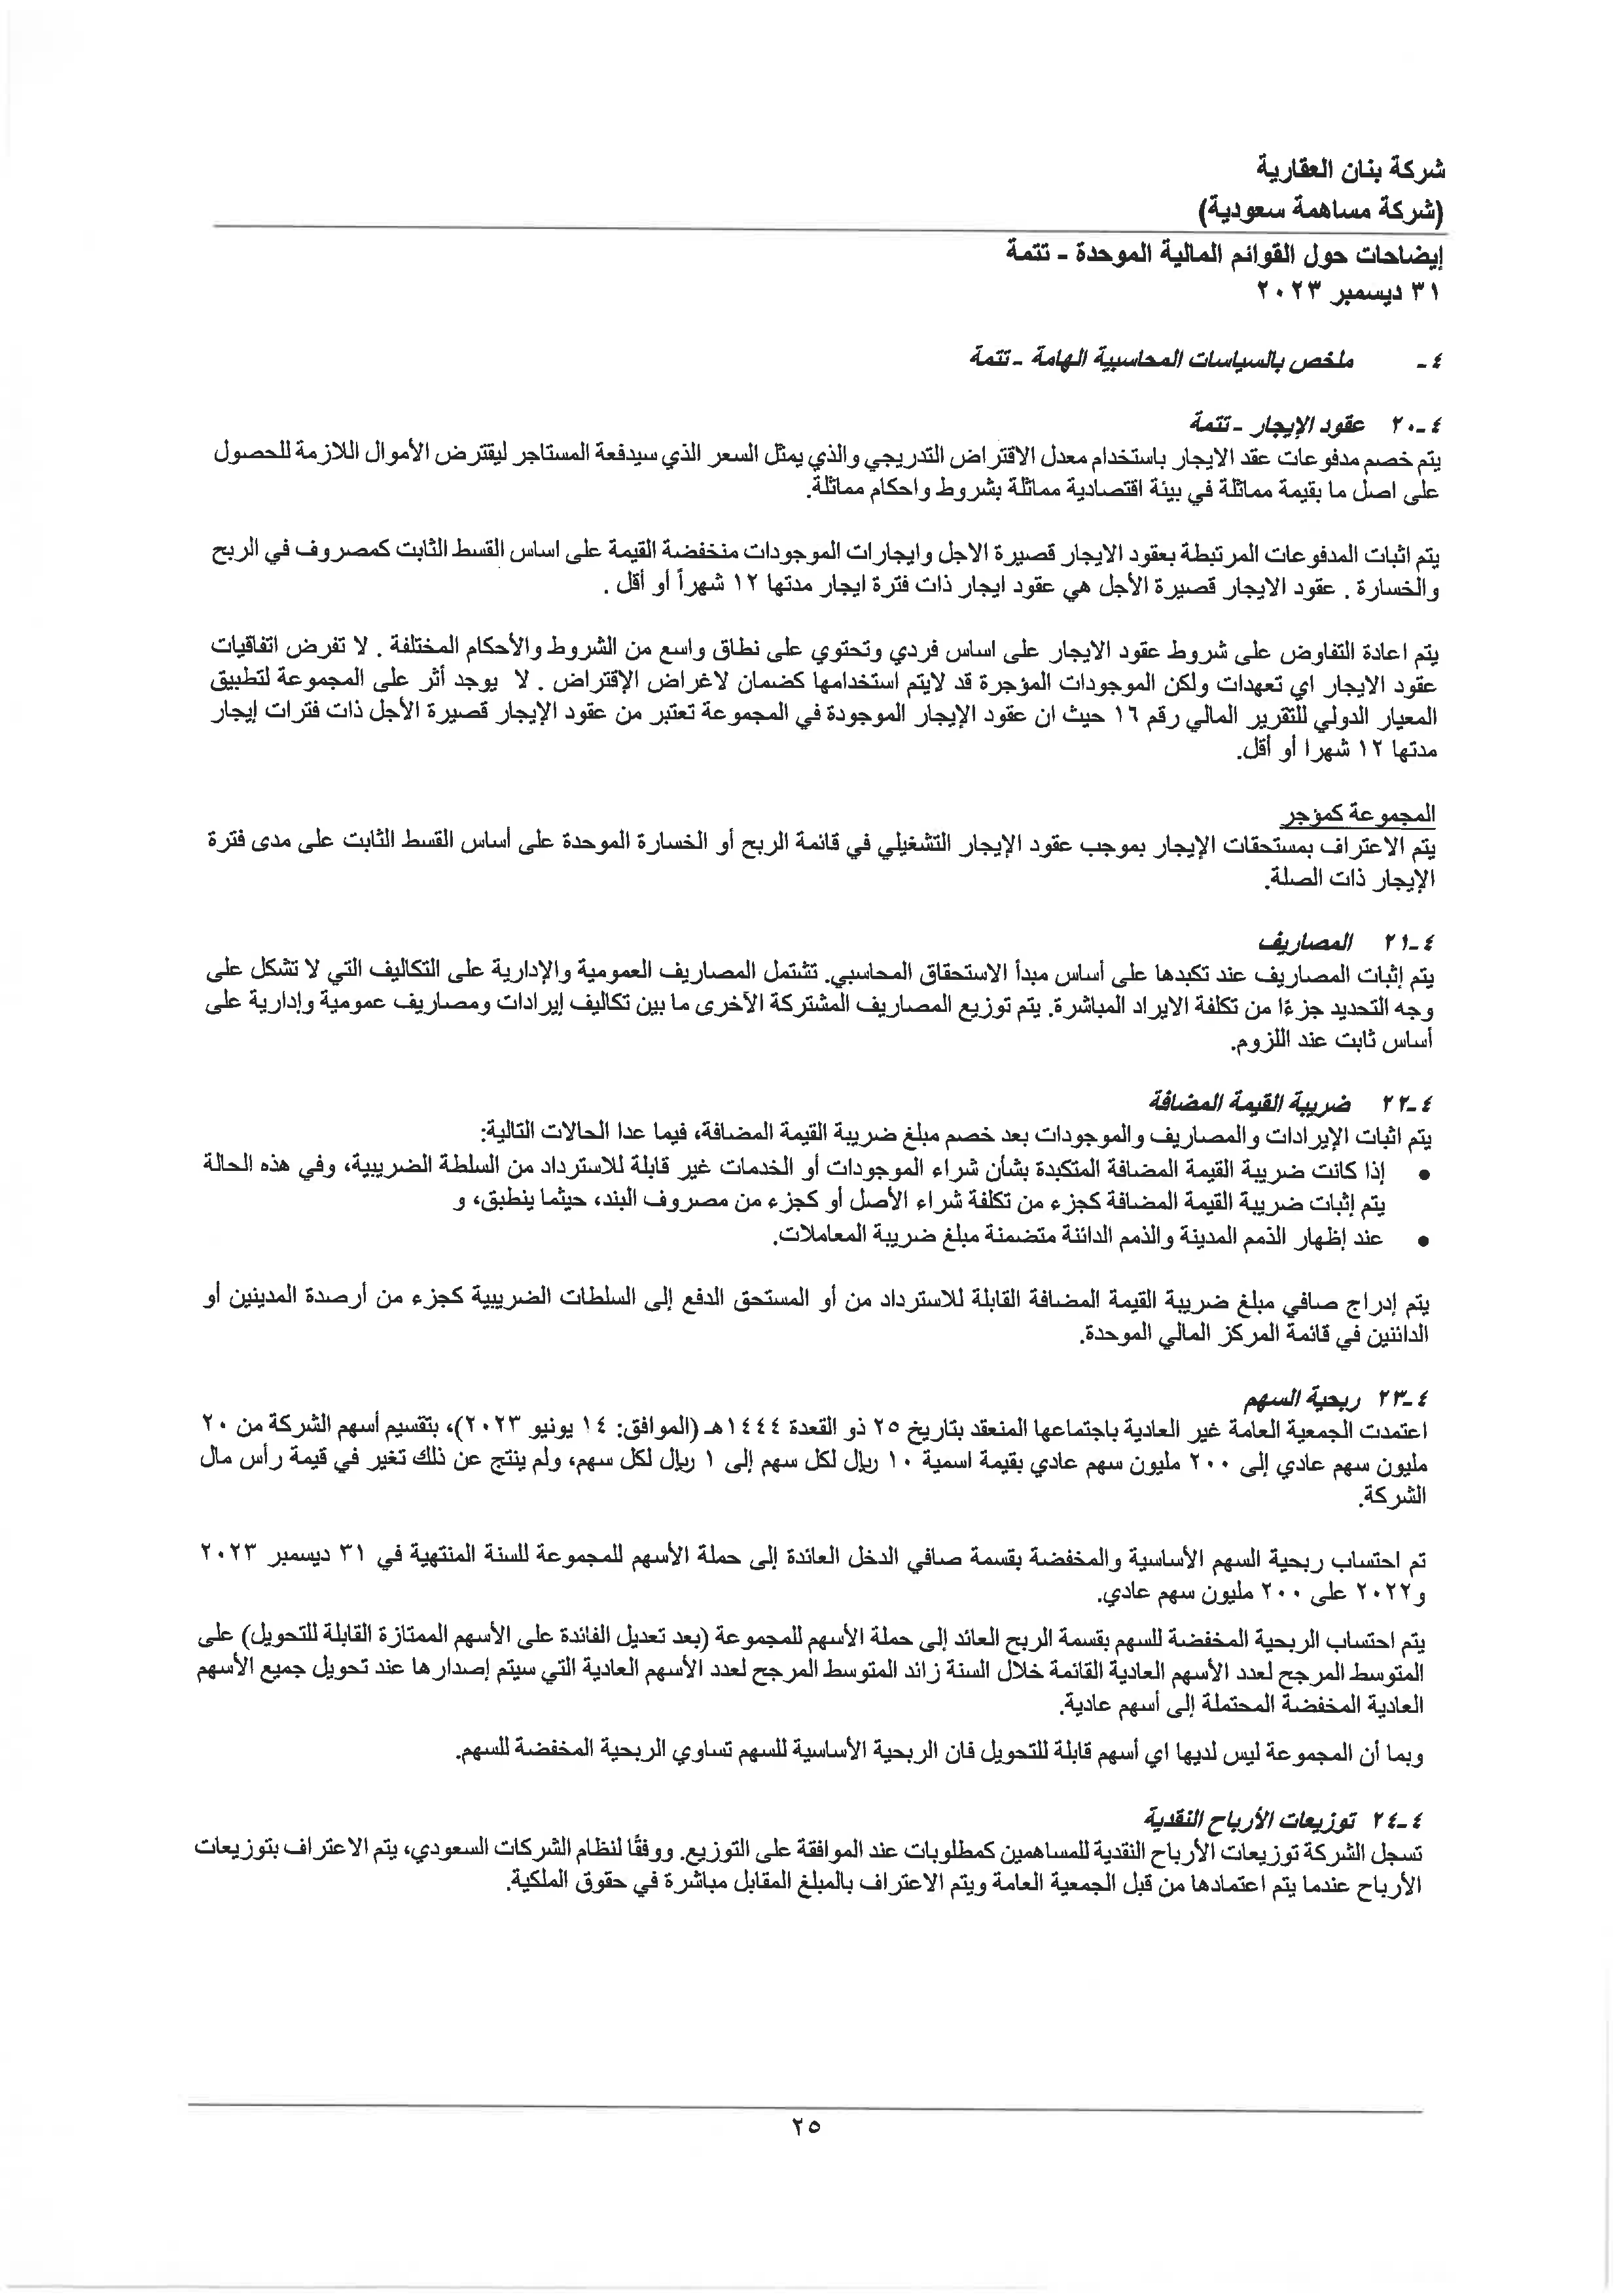 شركة بنان العقارية
(شركة مساهمة سعودية)
إيضاحات حول القوائم المالية الموحدة - تتمة
٣١ ديسمبر ٢٠٢٣
٤- ملخص بالسياسات المحاسبية الهامة - تتمة
٤-٢٠ عقود الإيجار - تتمة
يتم خصم مدفوعات عقد الايجار باستخدام معدل الاقتراض التدريجي والذي يمثل السعر الذي سيدفعة المستاجر ليقترض الأموال اللازمة للحصول
على اصل ما بقيمة مماثلة في بيئة اقتصادية مماثلة بشروط واحكام مماثلة.
يتم اثبات المدفوعات المرتبطة بعقود الايجار قصيرة الاجل وايجارات الموجودات منخفضة القيمة على اساس القسط الثابت كمصروف في الربح
والخسارة . عقود الايجار قصيرة الأجل هي عقود ايجار ذات فترة ايجار مدتها ١٢ شهراً أو أقل .
يتم اعادة التفاوض على شروط عقود الايجار على اساس فردي وتحتوي على نطاق واسع من الشروط والأحكام المختلفة . لا تفرض اتفاقيات
عقود الايجار اي تعهدات ولكن الموجودات المؤجرة قد لايتم استخدامها كضمان لاغراض الإقتراض . لا يوجد أثر على المجموعة لتطبيق
المعيار الدولي للتقرير المالي رقم ١٦ حيث ان عقود الإيجار الموجودة في المجموعة تعتبر من عقود الإيجار قصيرة الأجل ذات فترات إيجار
مدتها ١٢ شهرا أو أقل.
المجموعة كمؤجر
يتم الاعتراف بمستحقات الإيجار بموجب عقود الإيجار التشغيلي في قائمة الربح أو الخسارة الموحدة على أساس القسط الثابت على مدى فترة
الإيجار ذات الصلة.
٤-٢١ المصاريف
يتم إثبات المصاريف عند تكبدها على أساس مبدأ الاستحقاق المحاسبي. تشتمل المصاريف العمومية والإدارية على التكاليف التي لا تشكل على
وجه التحديد جزءًا من تكلفة الايراد المباشرة. يتم توزيع المصاريف المشتركة الأخرى ما بين تكاليف إيرادات ومصاريف عمومية وإدارية على
أساس ثابت عند اللزوم.
٤-٢٢ ضريبة القيمة المضافة
يتم اثبات الإيرادات والمصاريف والموجودات بعد خصم مبلغ ضريبة القيمة المضافة، فيما عدا الحالات التالية:
• إذا كانت ضريبة القيمة المضافة المتكبدة بشأن شراء الموجودات أو الخدمات غير قابلة للاسترداد من السلطة الضريبية، وفي هذه الحالة
يتم إثبات ضريبة القيمة المضافة كجزء من تكلفة شراء الأصل أو كجزء من مصروف البند، حيثما ينطبق، و
• عند إظهار الذمم المدينة والذمم الدائنة متضمنة مبلغ ضريبة المعاملات.
يتم إدراج صافي مبلغ ضريبة القيمة المضافة القابلة للاسترداد من أو المستحق الدفع إلى السلطات الضريبية كجزء من أرصدة المدينين أو
الدائنين في قائمة المركز المالي الموحدة.
٤-٢٣ ربحية السهم
اعتمدت الجمعية العامة غير العادية باجتماعها المنعقد بتاريخ ٢٥ ذو القعدة ١٤٤٤هـ (الموافق: ١٤ يونيو ٢٠٢٣)، بتقسيم أسهم الشركة من ٢٠
مليون سهم عادي إلى ٢٠٠ مليون سهم عادي بقيمة اسمية ١٠ ريال لكل سهم إلى ١ ريال لكل سهم، ولم ينتج عن ذلك تغير في قيمة رأس مال
الشركة.
تم احتساب ربحية السهم الأساسية والمخفضة بقسمة صافي الدخل العائدة إلى حملة الأسهم للمجموعة للسنة المنتهية في ٣١ ديسمبر ٢٠٢٣
و٢٠٢٢ على ٢٠٠ مليون سهم عادي.
يتم احتساب الربحية المخفضة للسهم بقسمة الربح العائد إلى حملة الأسهم للمجموعة (بعد تعديل الفائدة على الأسهم الممتازة القابلة للتحويل) على
المتوسط المرجح لعدد الأسهم العادية القائمة خلال السنة زائد المتوسط المرجح لعدد الأسهم العادية التي سيتم إصدارها عند تحويل جميع الأسهم
العادية المخفضة المحتملة إلى أسهم عادية.
وبما أن المجموعة ليس لديها اي أسهم قابلة للتحويل فان الربحية الأساسية للسهم تساوي الربحية المخفضة للسهم.
٤-٢٤ توزيعات الأرباح النقدية
تسجل الشركة توزيعات الأرباح النقدية للمساهمين كمطلوبات عند الموافقة على التوزيع. ووفقًا لنظام الشركات السعودي، يتم الاعتراف بتوزيعات
الأرباح عندما يتم اعتمادها من قبل الجمعية العامة ويتم الاعتراف بالمبلغ المقابل مباشرة في حقوق الملكية.
٢٥